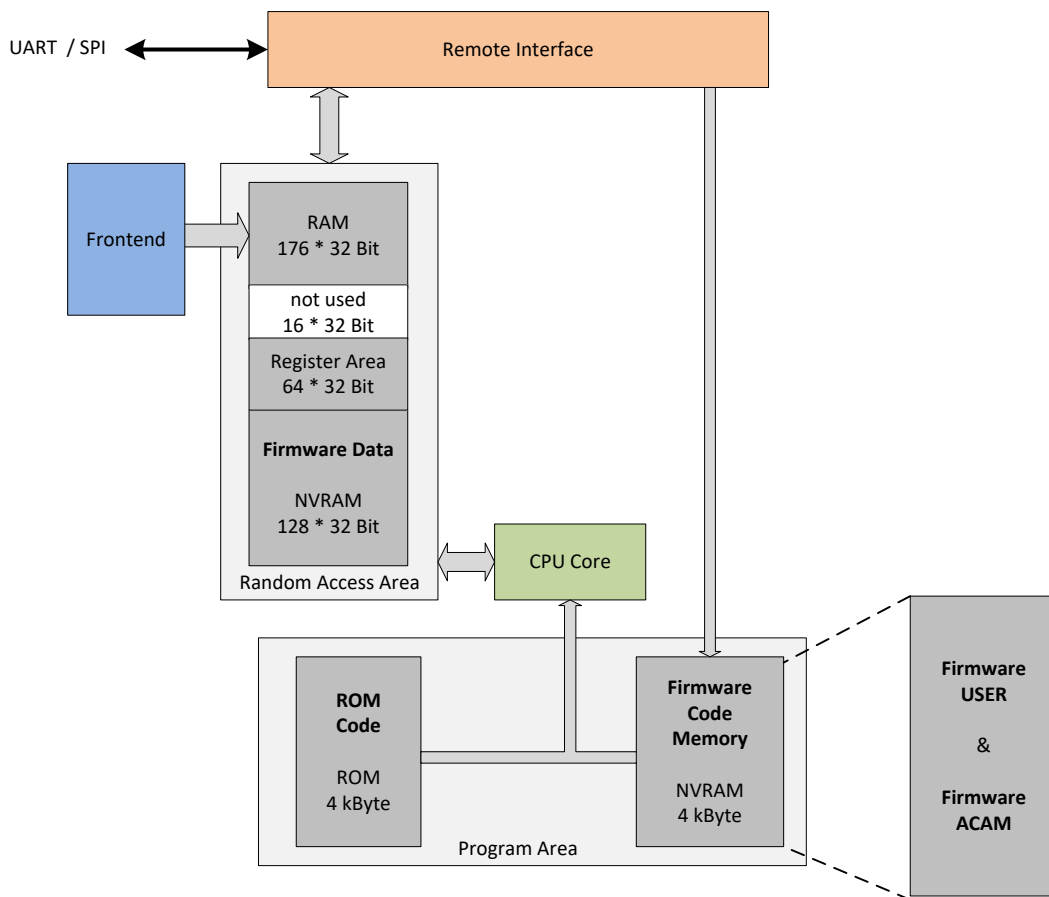 UART / SPI
Remote Interface
Frontend
RAM
176 * 32 Bit
not used
16 * 32 Bit
Register Area
64 * 32 Bit
Firmware Data
NVRAM
128 * 32 Bit
Random Access Area
CPU Core
ROM
Code
ROM
4 kByte
Firmware
Code
Memory
NVRAM
4 kByte
Program Area
Firmware
USER
&
Firmware
ACAM